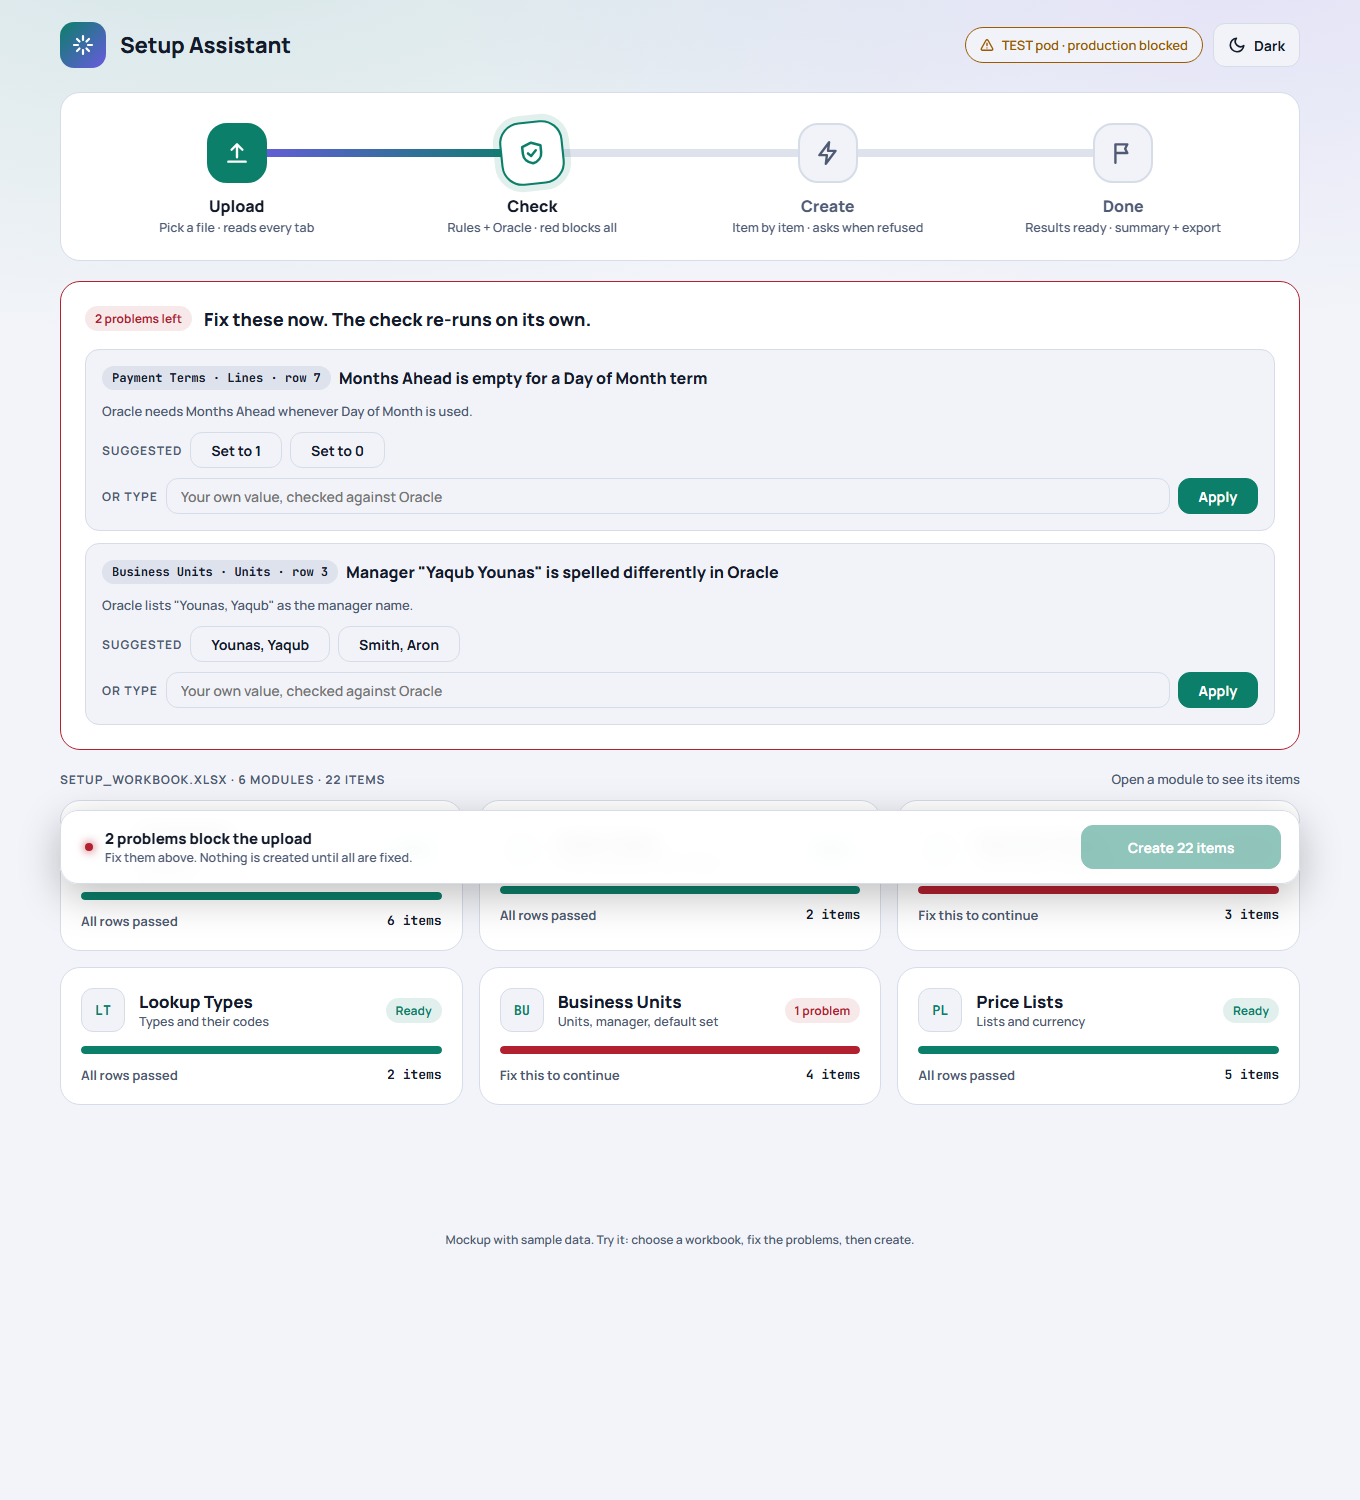 Setup Assistant
TEST pod · production blocked
Dark
Upload
Pick a file · reads every tab
Check
Rules + Oracle · red blocks all
Create
Item by item · asks when refused
Done
Results ready · summary + export
2 problems left
Fix these now. The check re-runs on its own.
Payment Terms · Lines · row 7
Months Ahead is empty for a Day of Month term
Oracle needs Months Ahead whenever Day of Month is used.
SUGGESTED
Set to 1
Set to 0
OR TYPE
Your own value, checked against Oracle
Apply
Business Units · Units · row 3
Manager "Yaqub Younas" is spelled differently in Oracle
Oracle lists "Younas, Yaqub" as the manager name.
SUGGESTED
Younas, Yaqub
Smith, Aron
OR TYPE
Your own value, checked against Oracle
Apply
SETUP_WORKBOOK.XLSX · 6 MODULES · 22 ITEMS
Open a module to see its items
2 problems block the upload
Fix them above. Nothing is created until all are fixed.
Create 22 items
All rows passed
6 items
All rows passed
2 items
Fix this to continue
3 items
LT
Lookup Types
Types and their codes
Ready
All rows passed
2 items
BU
Business Units
Units, manager, default set
1 problem
Fix this to continue
4 items
PL
Price Lists
Lists and currency
Ready
All rows passed
5 items
Mockup with sample data. Try it: choose a workbook, fix the problems, then create.